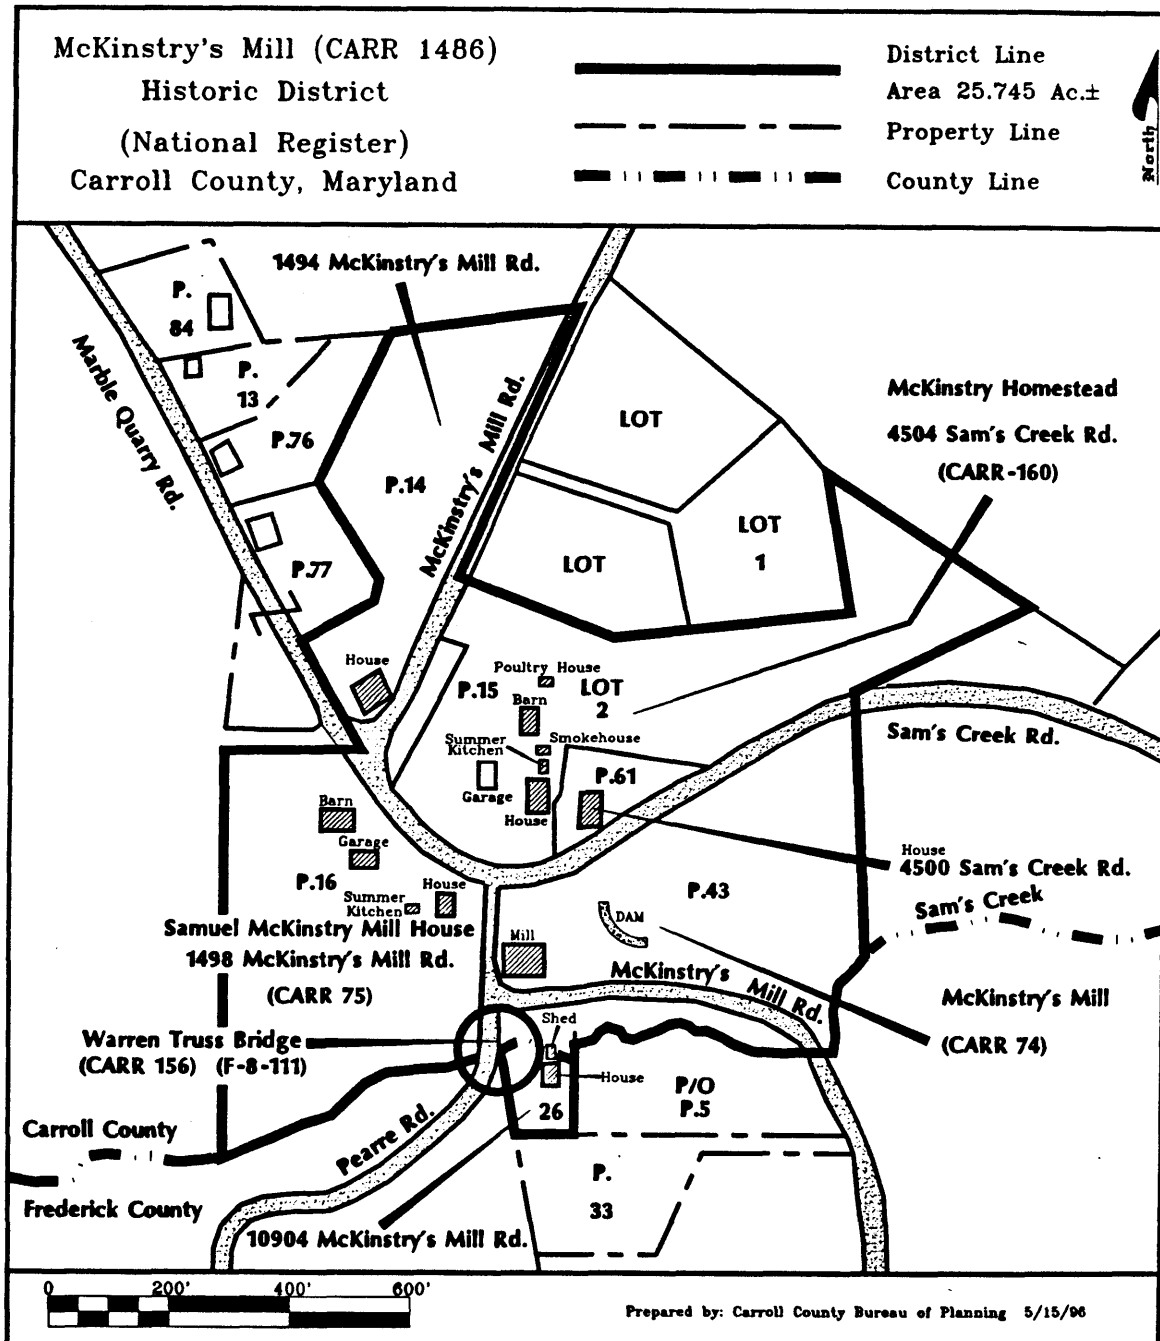 McKinstry's Mill (CARR 1486)
Historic District
(National Register)
Carroll County, Maryland
District Line
Area 25.745 Ac.±
Property Line
County Line
North
1494 McKinstry's Mill Rd.
P.
84
P.
13
Marble Quarry Rd.
P.76
P.14
McKinstry's Mill Rd.
LOT
McKinstry Homestead
4504 Sam's Creek Rd.
(CARR-160)
LOT
1
LOT
P.77
House
P.15
Poultry House
LOT
2
Barn
Summer
Kitchen
Smokehouse
Sam's Creek Rd.
P.61
Garage
House
Barn
Garage
P.16
House
Summer
Kitchen
House
4500 Sam's Creek Rd.
P.43
Sam's Creek
DAM
Samuel McKinstry Mill House
1498 McKinstry's Mill Rd.
(CARR 75)
Mill
McKinstry's Mill Rd.
McKinstry's Mill
(CARR 74)
Warren Truss Bridge
(CARR 156) (F-8-111)
Shed
House
26
P/O
P.5
Carroll County
Pearre Rd.
Frederick County
P.
33
10904 McKinstry's Mill Rd.
0 200' 400' 600'
Prepared by: Carroll County Bureau of Planning 5/15/96